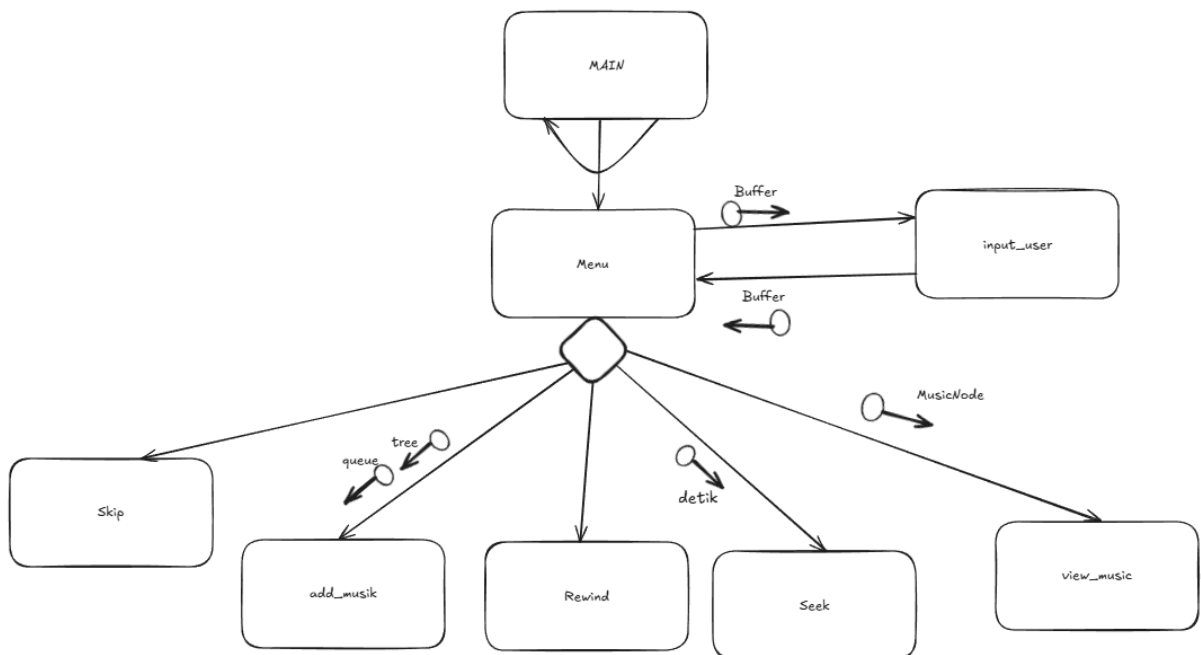 MAIN
Buffer
Menu
input_user
Buffer
MusicNode
tree
queue
detik
Skip
add_musik
Rewind
Seek
view_music